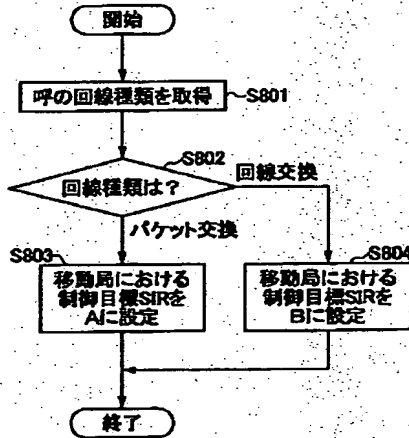 開始
呼の回線種類を取得
S801
S802
回線種類は?
回線交換
パケット交換
S803
移動局における
制御目標SIRを
Aに設定
S804
移動局における
制御目標SIRを
Bに設定
終了